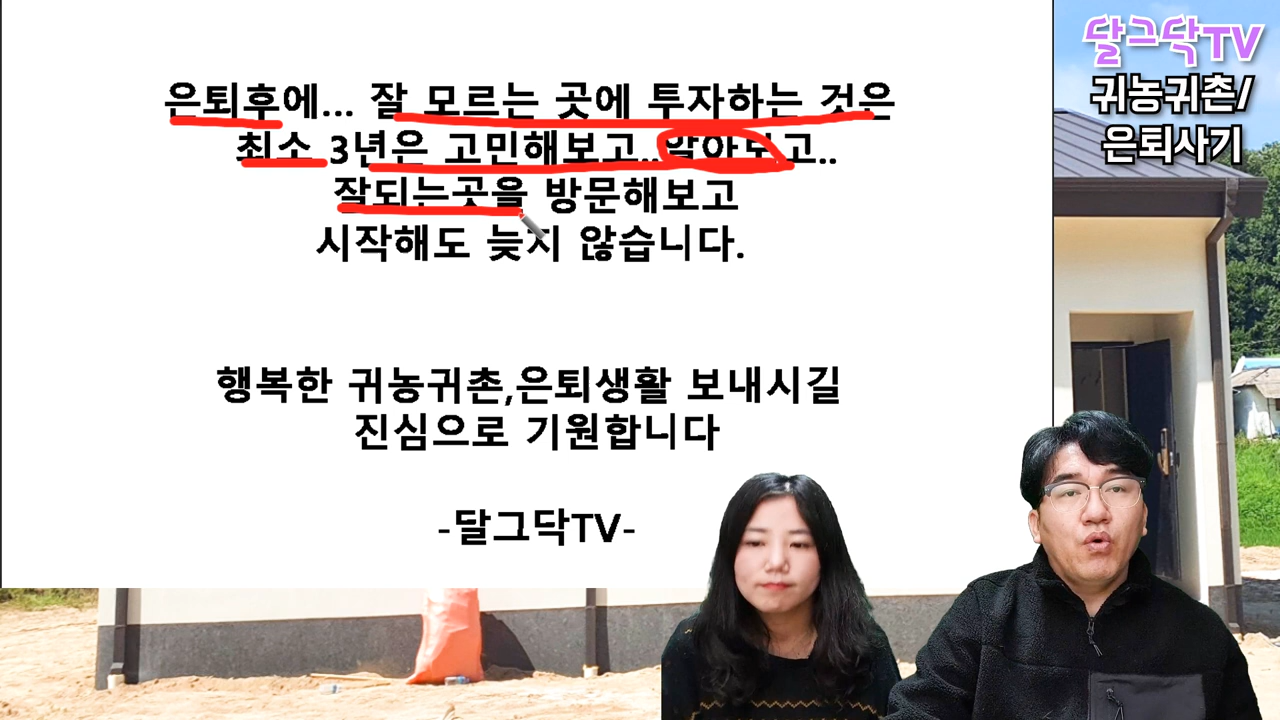 은퇴후에... 잘 모르는 곳에 투자하는 것은
최소 3년은 고민해보고..알아보고..
잘되는곳을 방문해보고
시작해도 늦지 않습니다.
행복한 귀농귀촌,은퇴생활 보내시길
진심으로 기원합니다
-달그닥TV-
달그닥TV
귀농귀촌/
은퇴사기